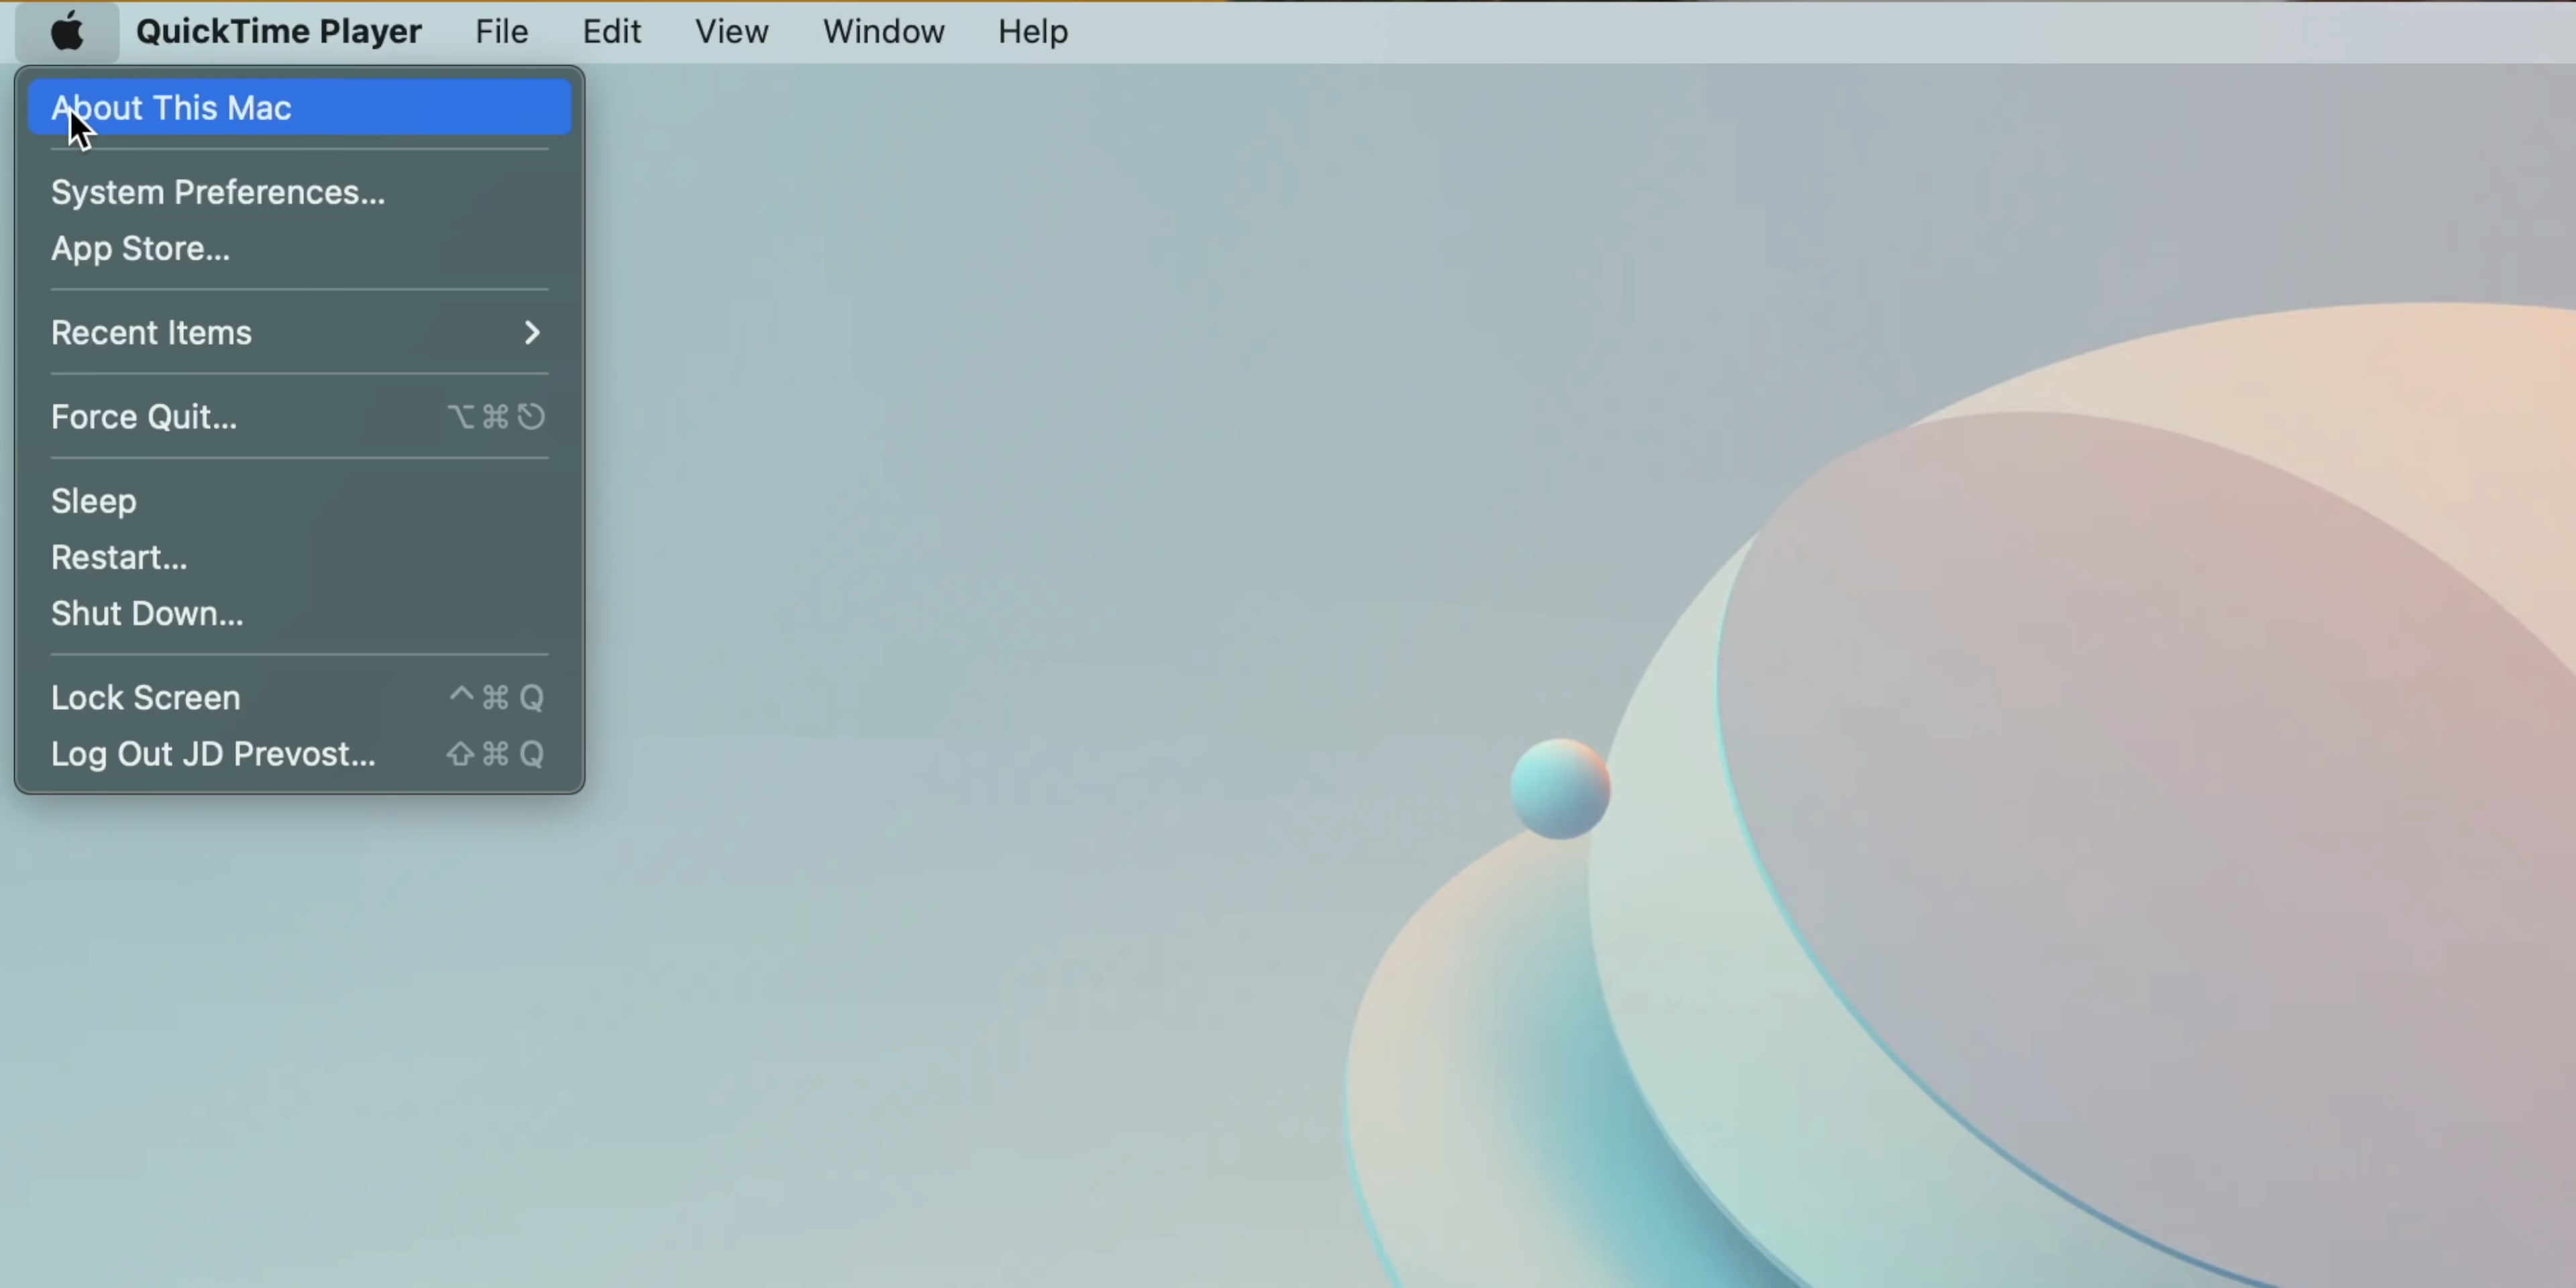 QuickTime Player File Edit View Window Help
About This Mac
System Preferences...
App Store...
Recent Items
Force Quit... ⌥⌘⎋
Sleep
Restart...
Shut Down...
Lock Screen ^⌘Q
Log Out JD Prevost... ⇧⌘Q